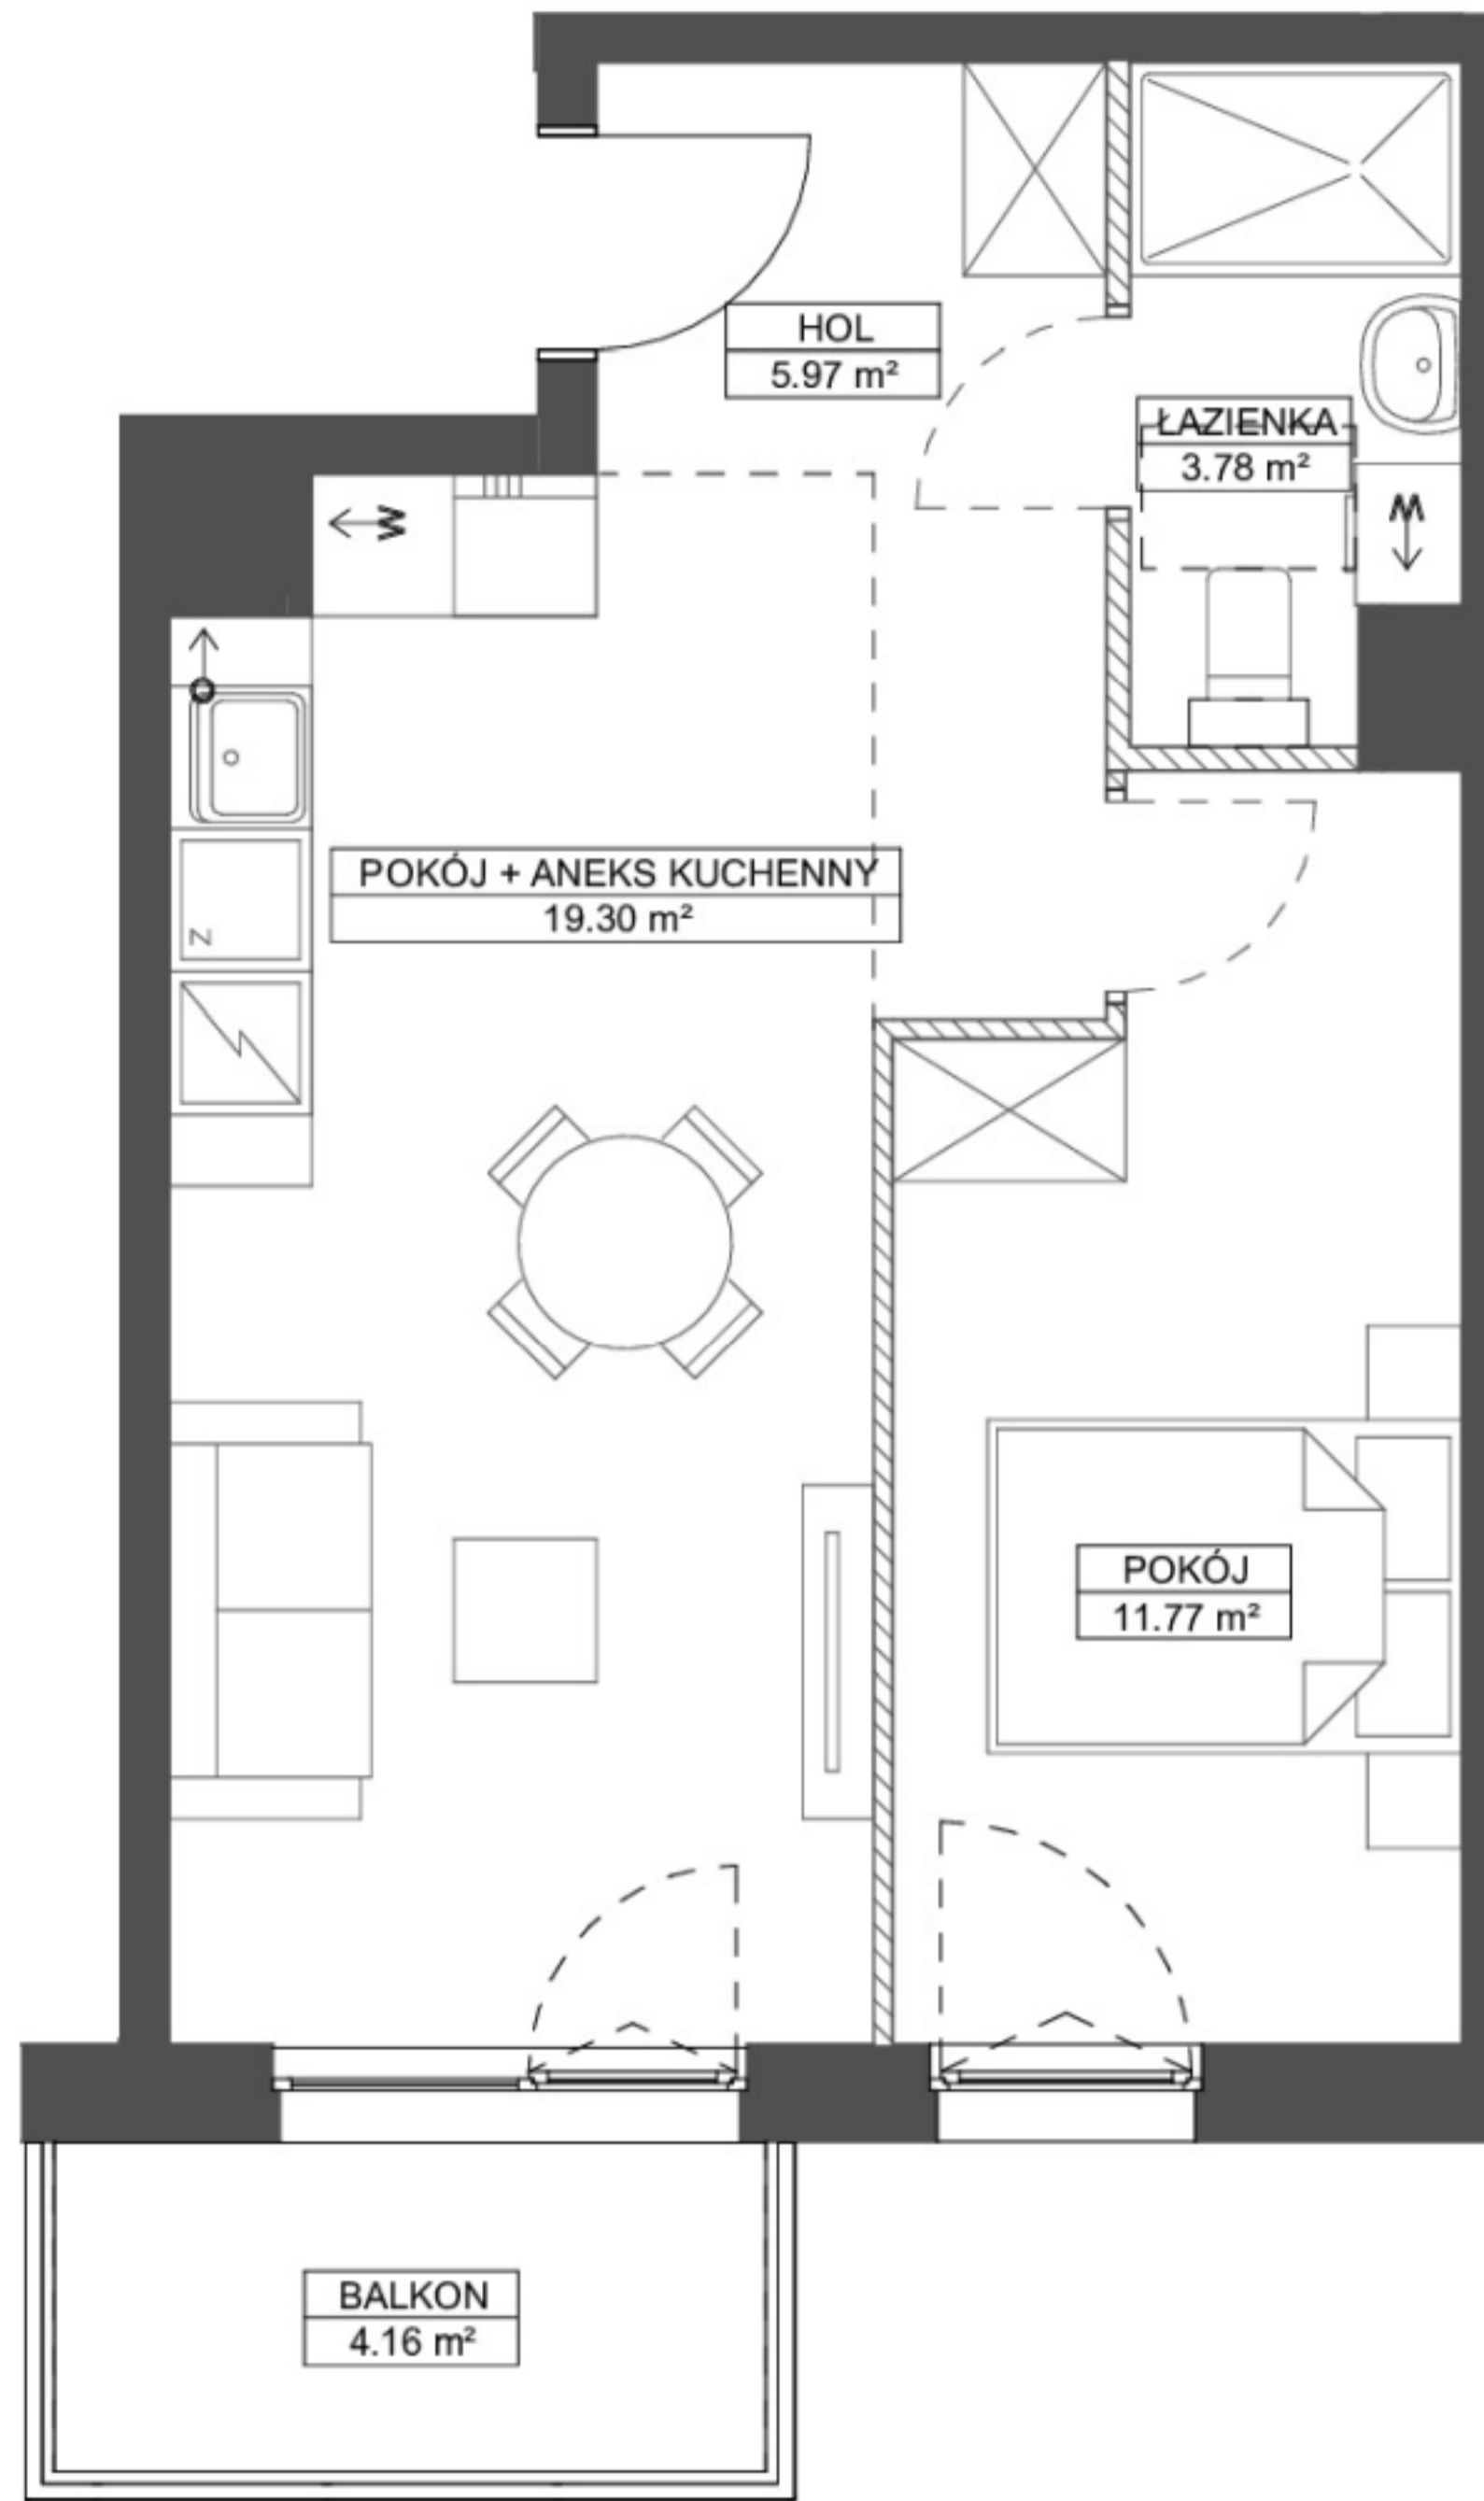 HOL
5.97 m²
ŁAZIENKA
3.78 m²
W
W
POKÓJ + ANEKS KUCHENNY
19.30 m²
Z
POKÓJ
11.77 m²
BALKON
4.16 m²